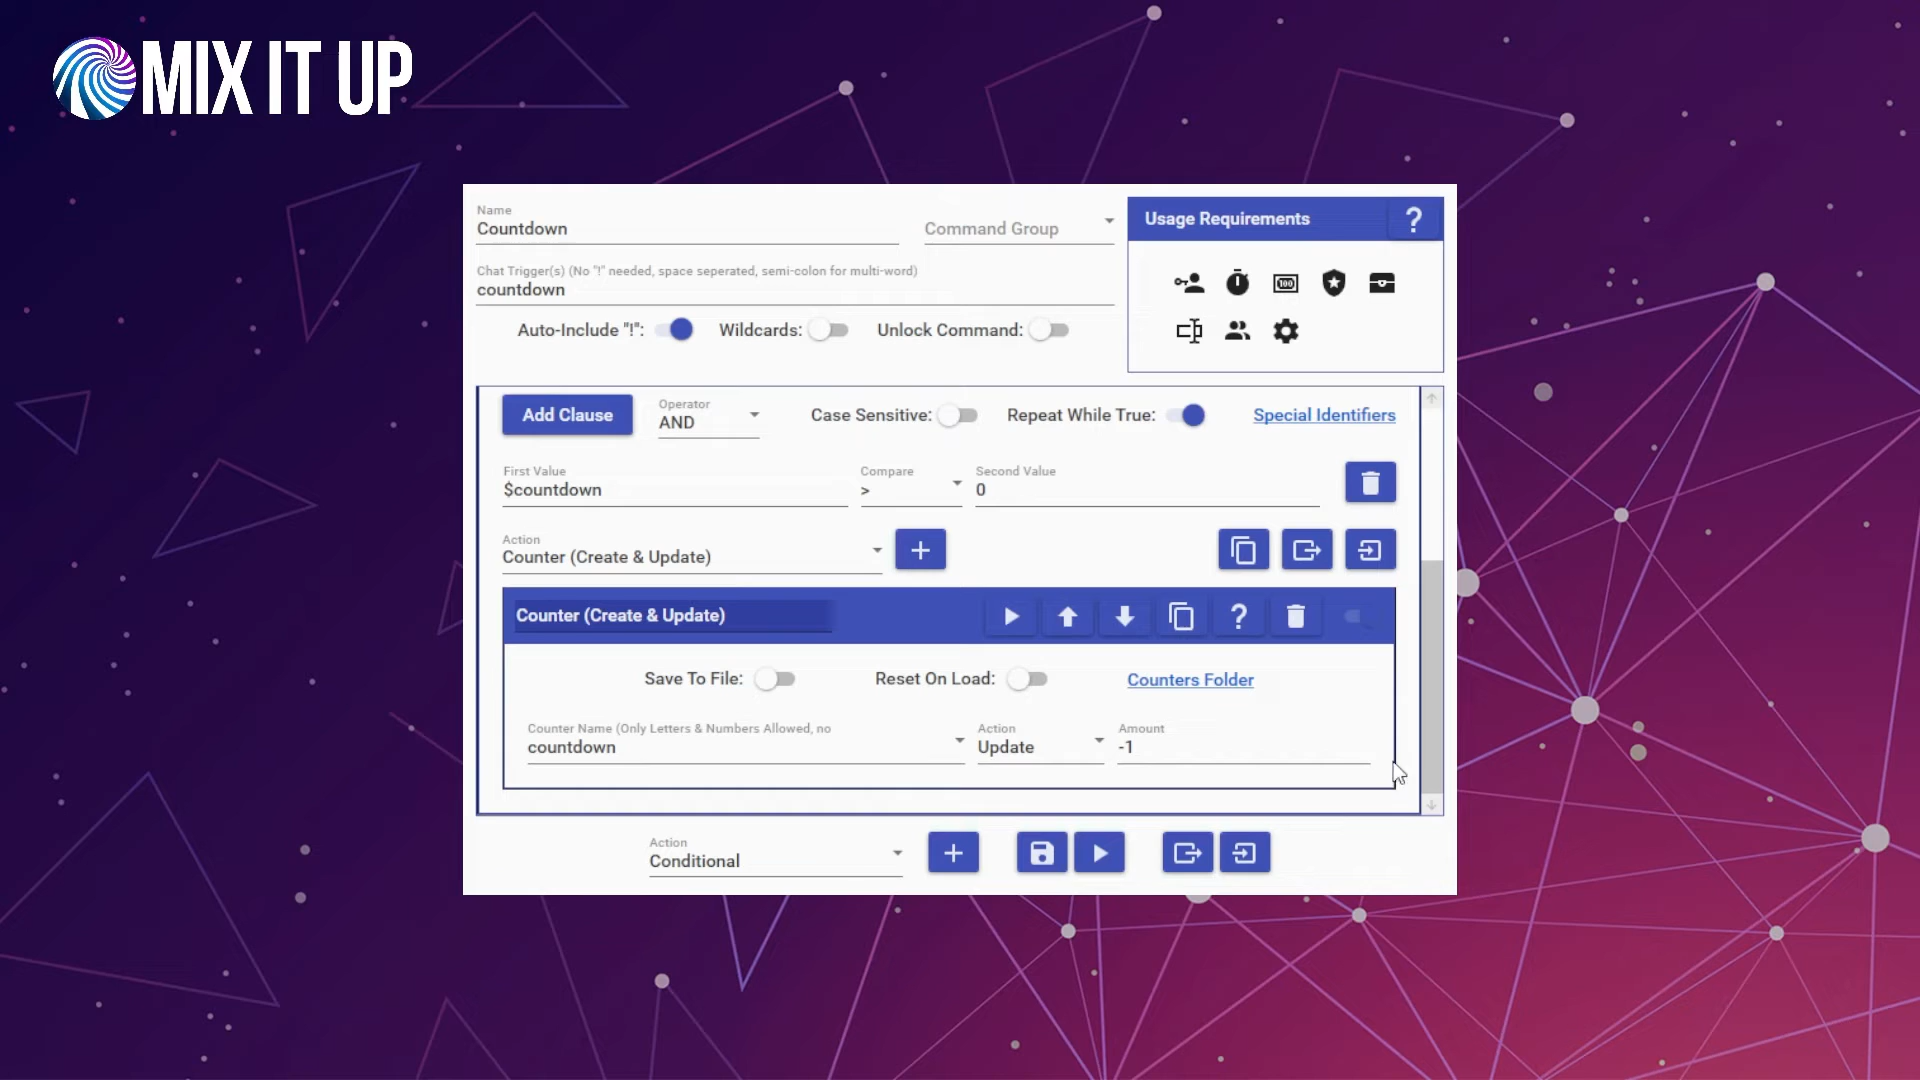 MIX IT UP
Name
Countdown
Command Group
Usage Requirements
?
Chat Trigger(s) (No "!" needed, space seperated, semi-colon for multi-word)
countdown
100
Auto-Include "!":
Wildcards:
Unlock Command:
Add Clause
Operator
AND
Case Sensitive:
Repeat While True:
Special Identifiers
First Value
$countdown
Compare
>
Second Value
0
Action
Counter (Create & Update)
+
Counter (Create & Update)
?
Save To File:
Reset On Load:
Counters Folder
Counter Name (Only Letters & Numbers Allowed, no
countdown
Action
Update
Amount
-1
Action
Conditional
+